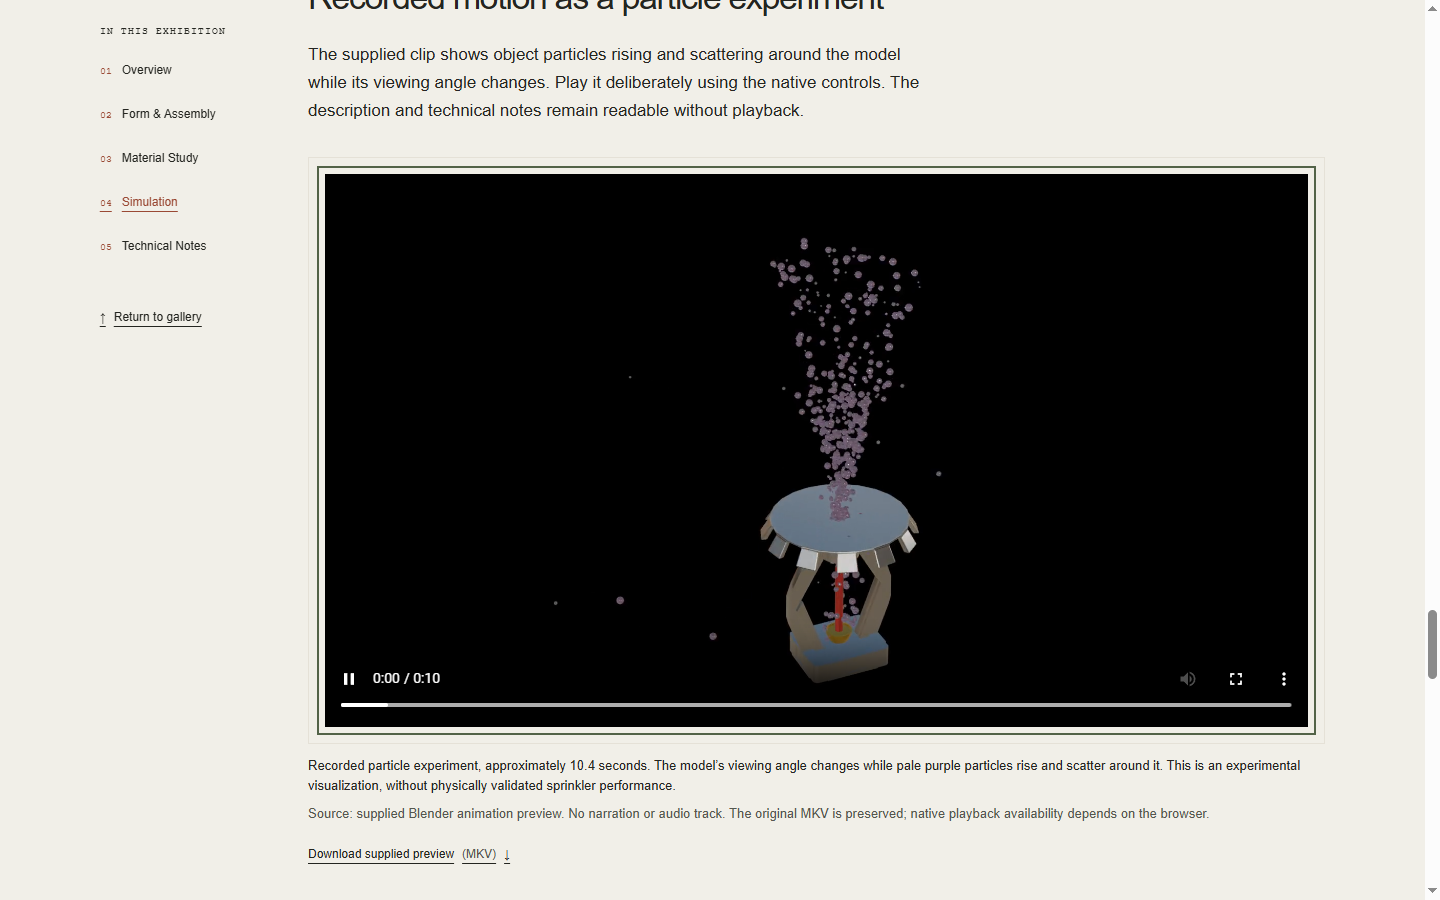 Recorded motion as a particle experiment
IN THIS EXHIBITION
01 Overview
02 Form & Assembly
03 Material Study
04 Simulation
05 Technical Notes
↑ Return to gallery
The supplied clip shows object particles rising and scattering around the model
while its viewing angle changes. Play it deliberately using the native controls. The
description and technical notes remain readable without playback.
0:00 / 0:10
Recorded particle experiment, approximately 10.4 seconds. The model’s viewing angle changes while pale purple particles rise and scatter around it. This is an experimental
visualization, without physically validated sprinkler performance.
Source: supplied Blender animation preview. No narration or audio track. The original MKV is preserved; native playback availability depends on the browser.
Download supplied preview (MKV) ↓